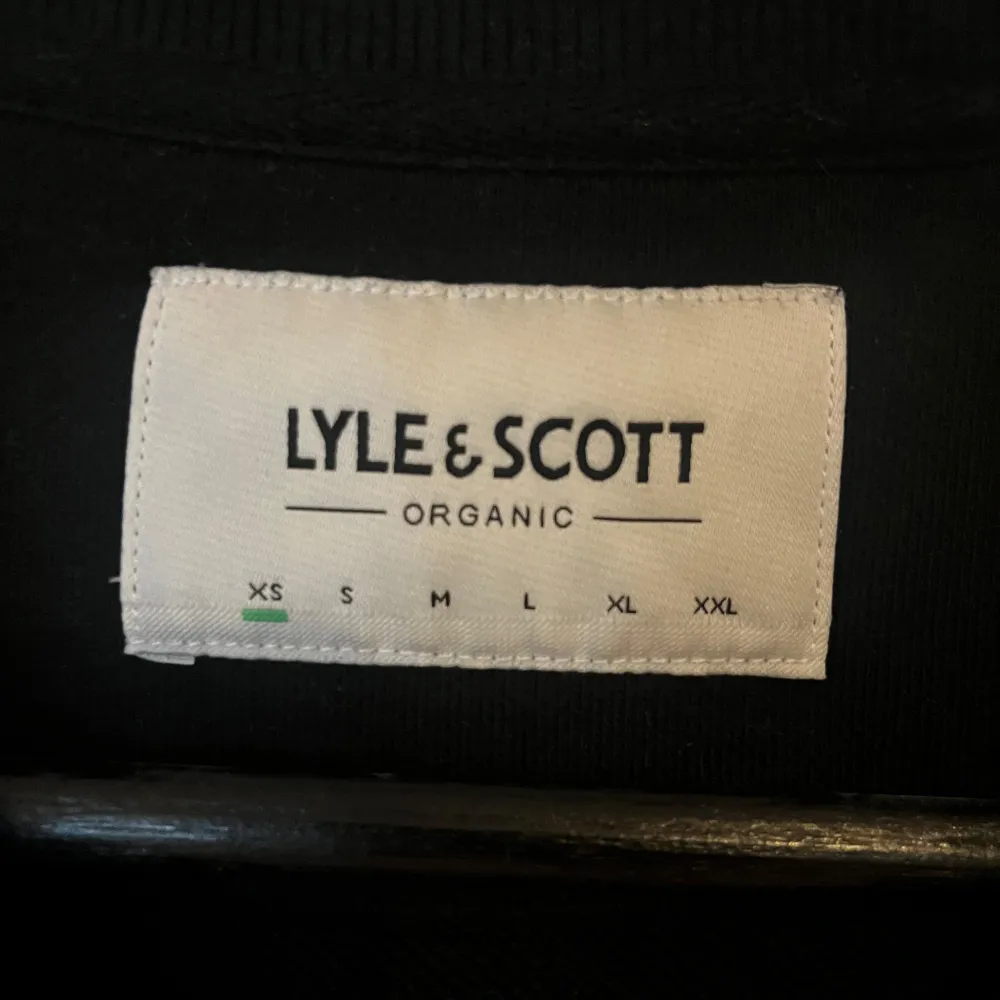 LYLE & SCOTT
ORGANIC
XS S M L XL XXL